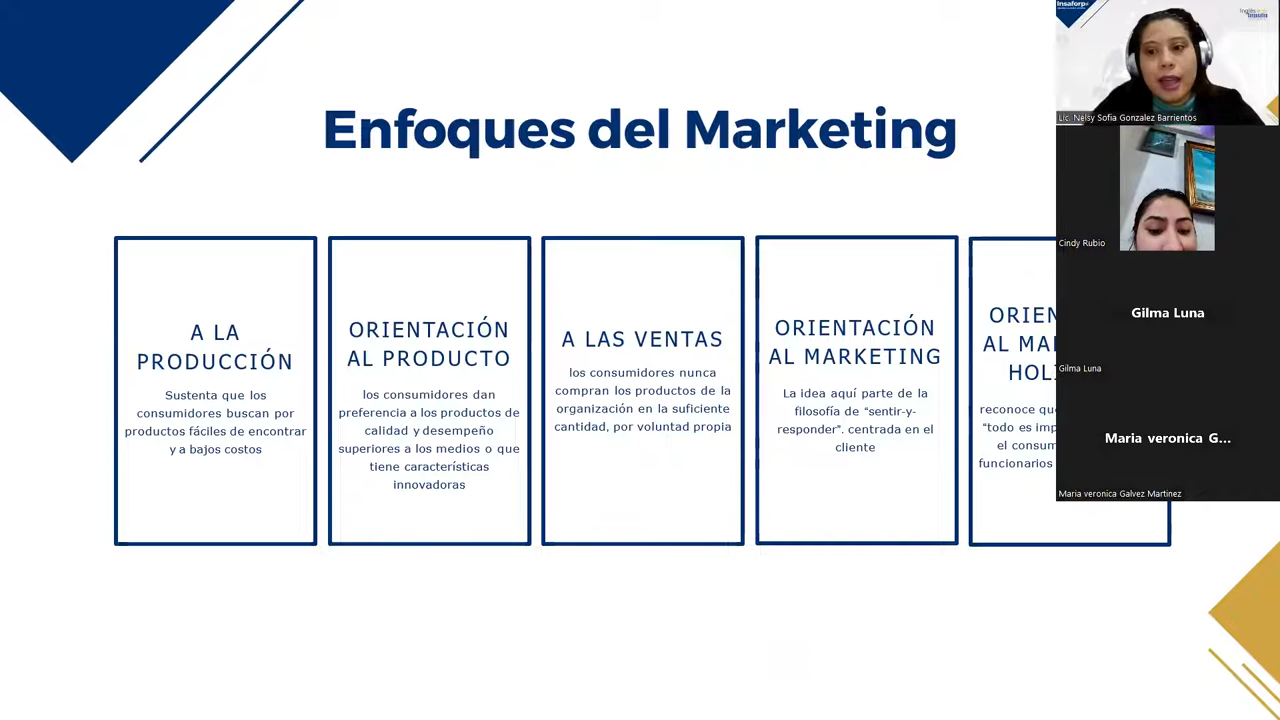 Enfoques del Marketing
A LA
PRODUCCIÓN
Sustenta que los
consumidores buscan por
productos fáciles de encontrar
y a bajos costos
ORIENTACIÓN
AL PRODUCTO
los consumidores dan
preferencia a los productos de
calidad y desempeño
superiores a los medios o que
tiene características
innovadoras
A LAS VENTAS
los consumidores nunca
compran los productos de la
organización en la suficiente
cantidad, por voluntad propia
ORIENTACIÓN
AL MARKETING
La idea aquí parte de la
filosofía de “sentir-y-
responder”. centrada en el
cliente
ORIEN
AL MA
HOL
reconoce qu
“todo es imp
el consum
funcionarios
Insaforp
Inglés
Corporativo
Lic. Nelsy Sofia Gonzalez Barrientos
Cindy Rubio
Gilma Luna
Gilma Luna
Maria veronica G...
Maria veronica Galvez Martinez